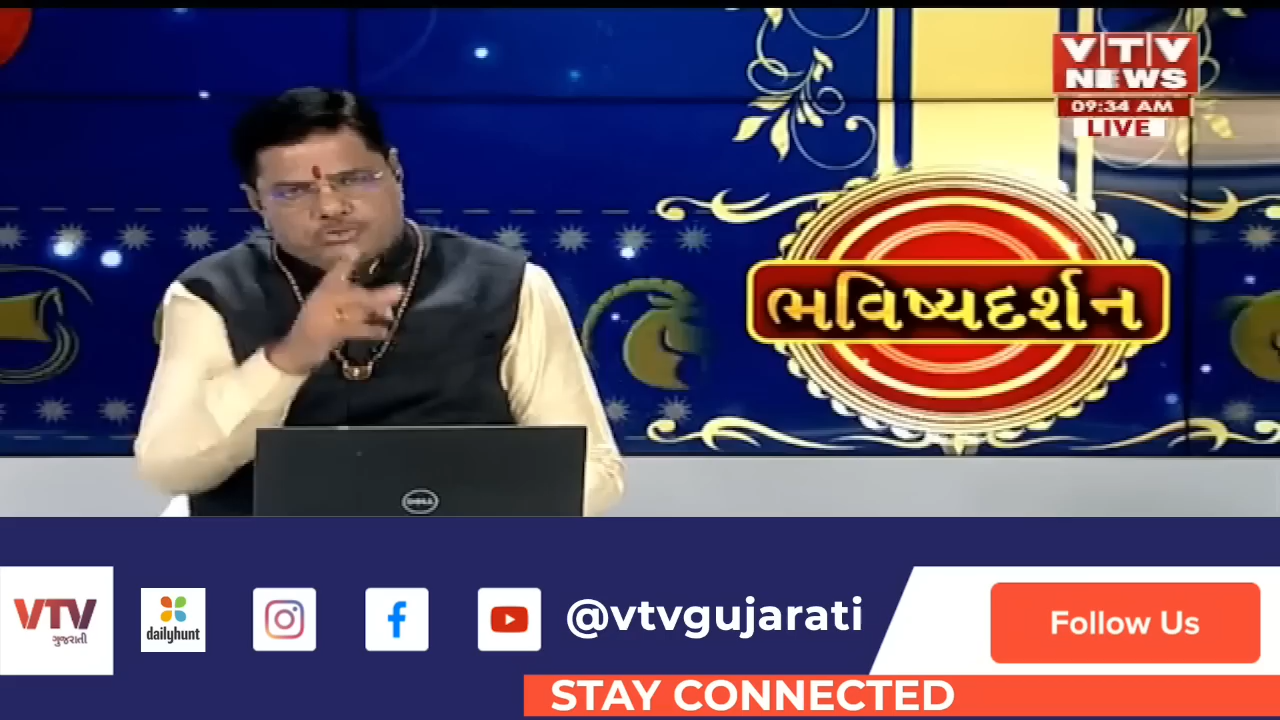 VTV
NEWS
09:34 AM
LIVE
ભવિષ્યદર્શન
DELL
VTV
ગુજરાતી
dailyhunt
@vtvgujarati
Follow Us
STAY CONNECTED